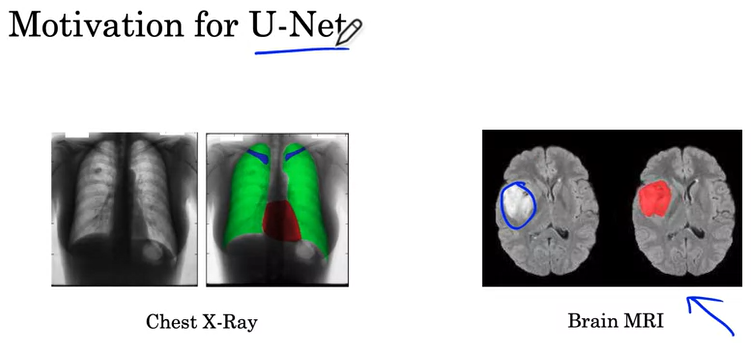 Motivation for U-Net
Chest X-Ray
Brain MRI